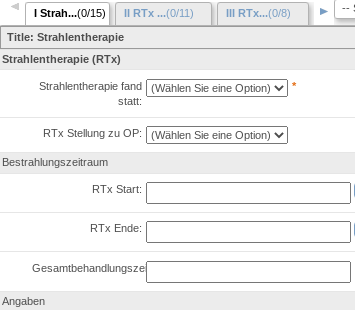 I Strah...(0/15) II RTx ...(0/11) III RTx...(0/8) --
Title: Strahlentherapie
Strahlentherapie (RTx)
Strahlentherapie fand (Wählen Sie eine Option) *
statt:
RTx Stellung zu OP: (Wählen Sie eine Option)
Bestrahlungszeitraum
RTx Start:
RTx Ende:
Gesamtbehandlungsze
Angaben